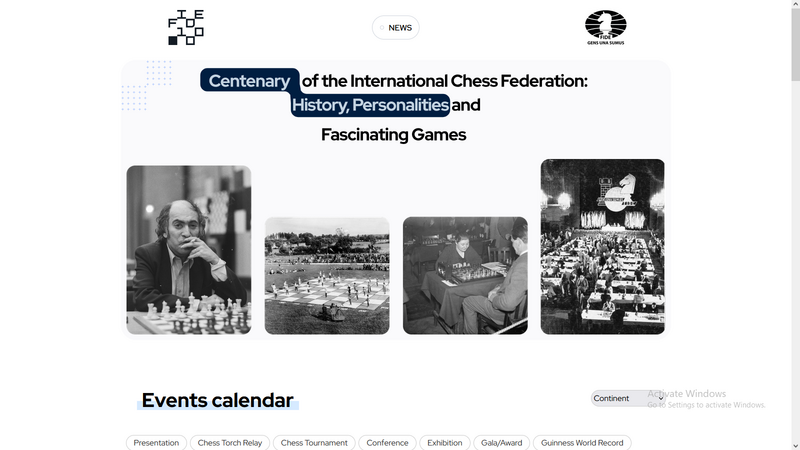 FIDE
100
NEWS
FIDE
GENS UNA SUMUS
Centenary of the International Chess Federation:
History, Personalities and
Fascinating Games
Events calendar
Continent
Activate Windows
Go to Settings to activate Windows.
Presentation
Chess Torch Relay
Chess Tournament
Conference
Exhibition
Gala/Award
Guinness World Record